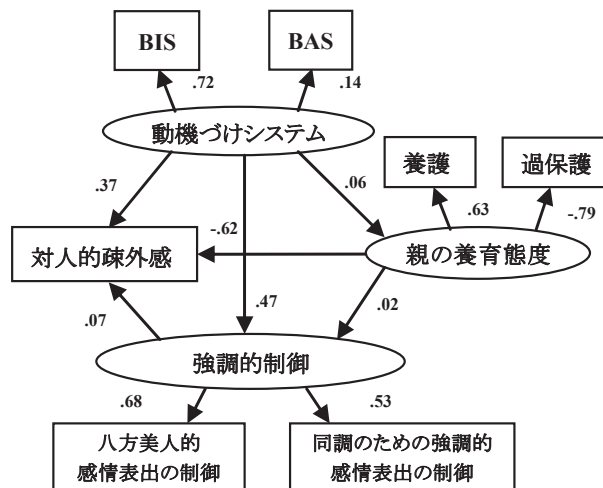 BIS
BAS
.72
.14
動機づけシステム
養護
過保護
.37
.06
.63
-.79
-.62
対人的疎外感
親の養育態度
.47
.02
.07
強調的制御
.68
.53
八方美人的
感情表出の制御
同調のための強調的
感情表出の制御